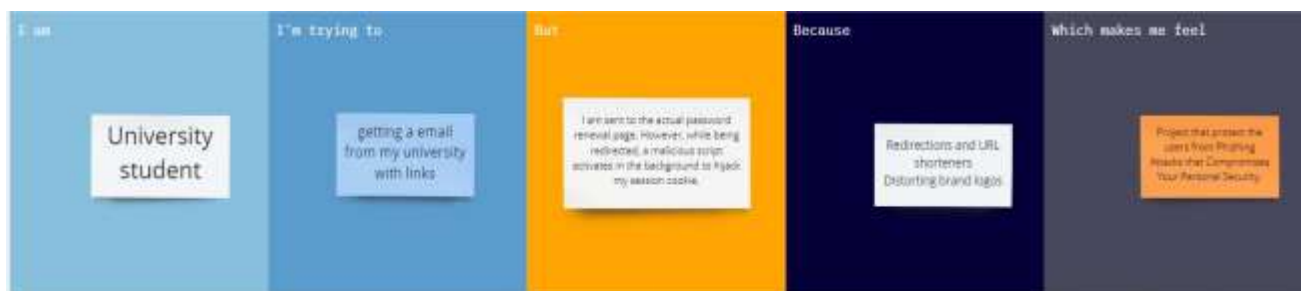 I am
University
student
I'm trying to
getting a email
from my university
with links
But
I am sent to the actual password
renewal page. However, while being
redirected, a malicious script
activates in the background to hijack
my session cookie.
Because
Redirections and URL
shorteners
Distorting brand logos
Which makes me feel
Project that protect the
users from Phishing
Attacks that Compromises
Your Personal Security